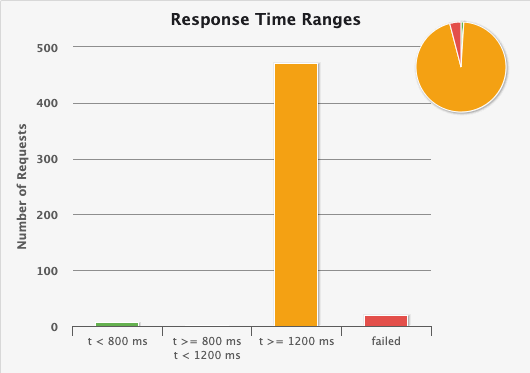 Response Time Ranges
500
400
300
200
100
0
Number of Requests
t < 800 ms
t >= 800 ms
t < 1200 ms
t >= 1200 ms
failed